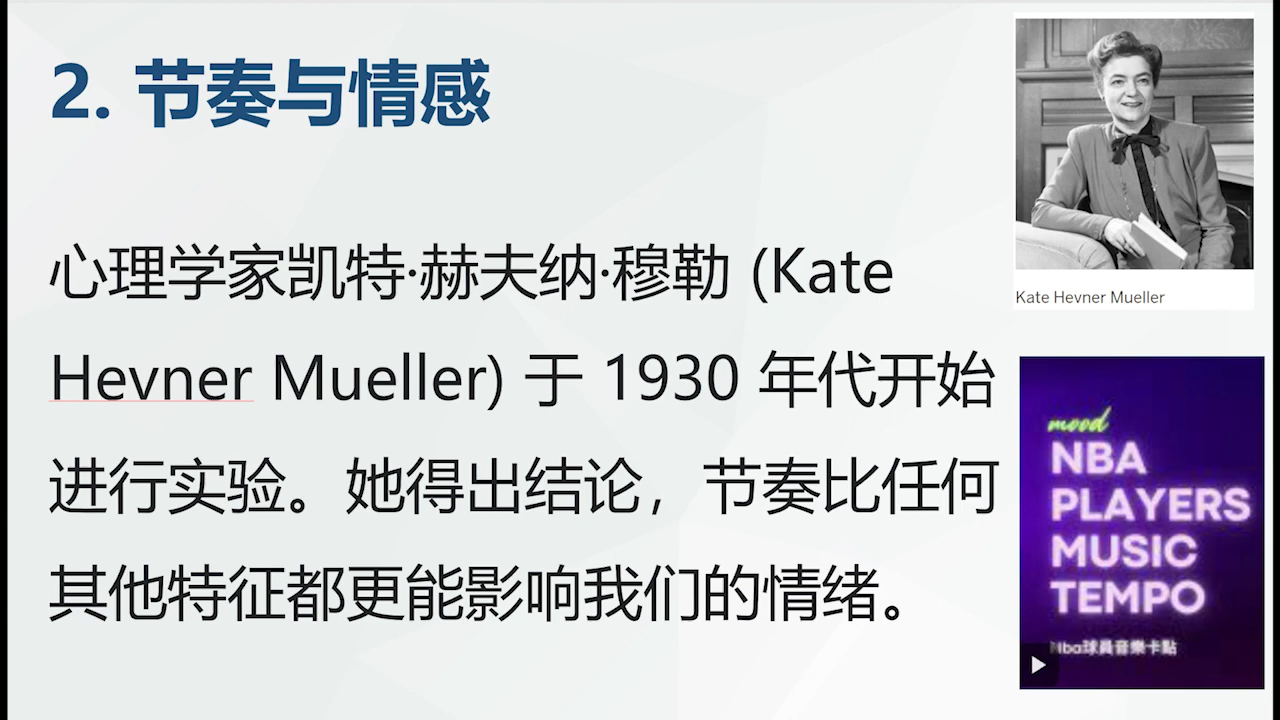 2. 节奏与情感
心理学家凯特·赫夫纳·穆勒 (Kate
Hevner Mueller) 于 1930 年代开始
进行实验。她得出结论，节奏比任何
其他特征都更能影响我们的情绪。
Kate Hevner Mueller
mood
NBA
PLAYERS
MUSIC
TEMPO
Nba球員音樂卡點